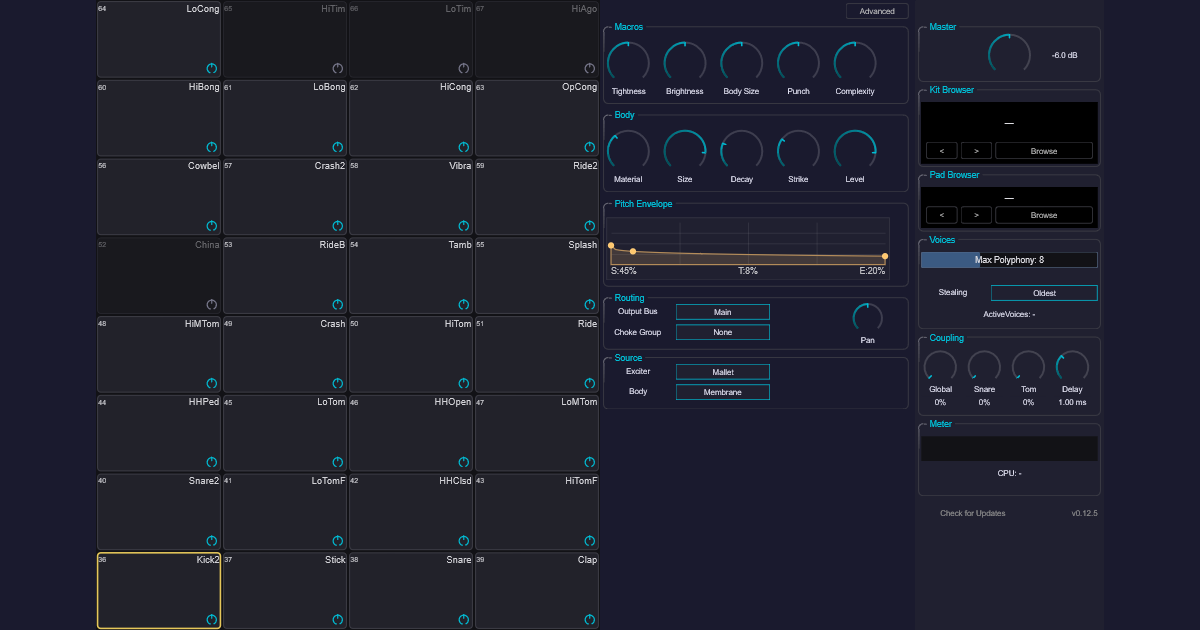 64 LoCong 65 HiTim 66 LoTim 67 HiAgo
60 HiBong 61 LoBong 62 HiCong 63 OpCong
56 Cowbel 57 Crash2 58 Vibra 59 Ride2
52 China 53 RideB 54 Tamb 55 Splash
48 HiMTom 49 Crash 50 HiTom 51 Ride
44 HHPed 45 LoTom 46 HHOpen 47 LoMTom
40 Snare2 41 LoTomF 42 HHClsd 43 HiTomF
36 Kick2 37 Stick 38 Snare 39 Clap
Advanced
Macros
Tightness Brightness Body Size Punch Complexity
Body
Material Size Decay Strike Level
Pitch Envelope
S:45% T:8% E:20%
Routing
Output Bus Main
Choke Group None
Pan
Source
Exciter Mallet
Body Membrane
Master
-6.0 dB
Kit Browser
—
< > Browse
Pad Browser
—
< > Browse
Voices
Max Polyphony: 8
Stealing Oldest
ActiveVoices: -
Coupling
Global Snare Tom Delay
0% 0% 0% 1.00 ms
Meter
CPU: -
Check for Updates v0.12.5